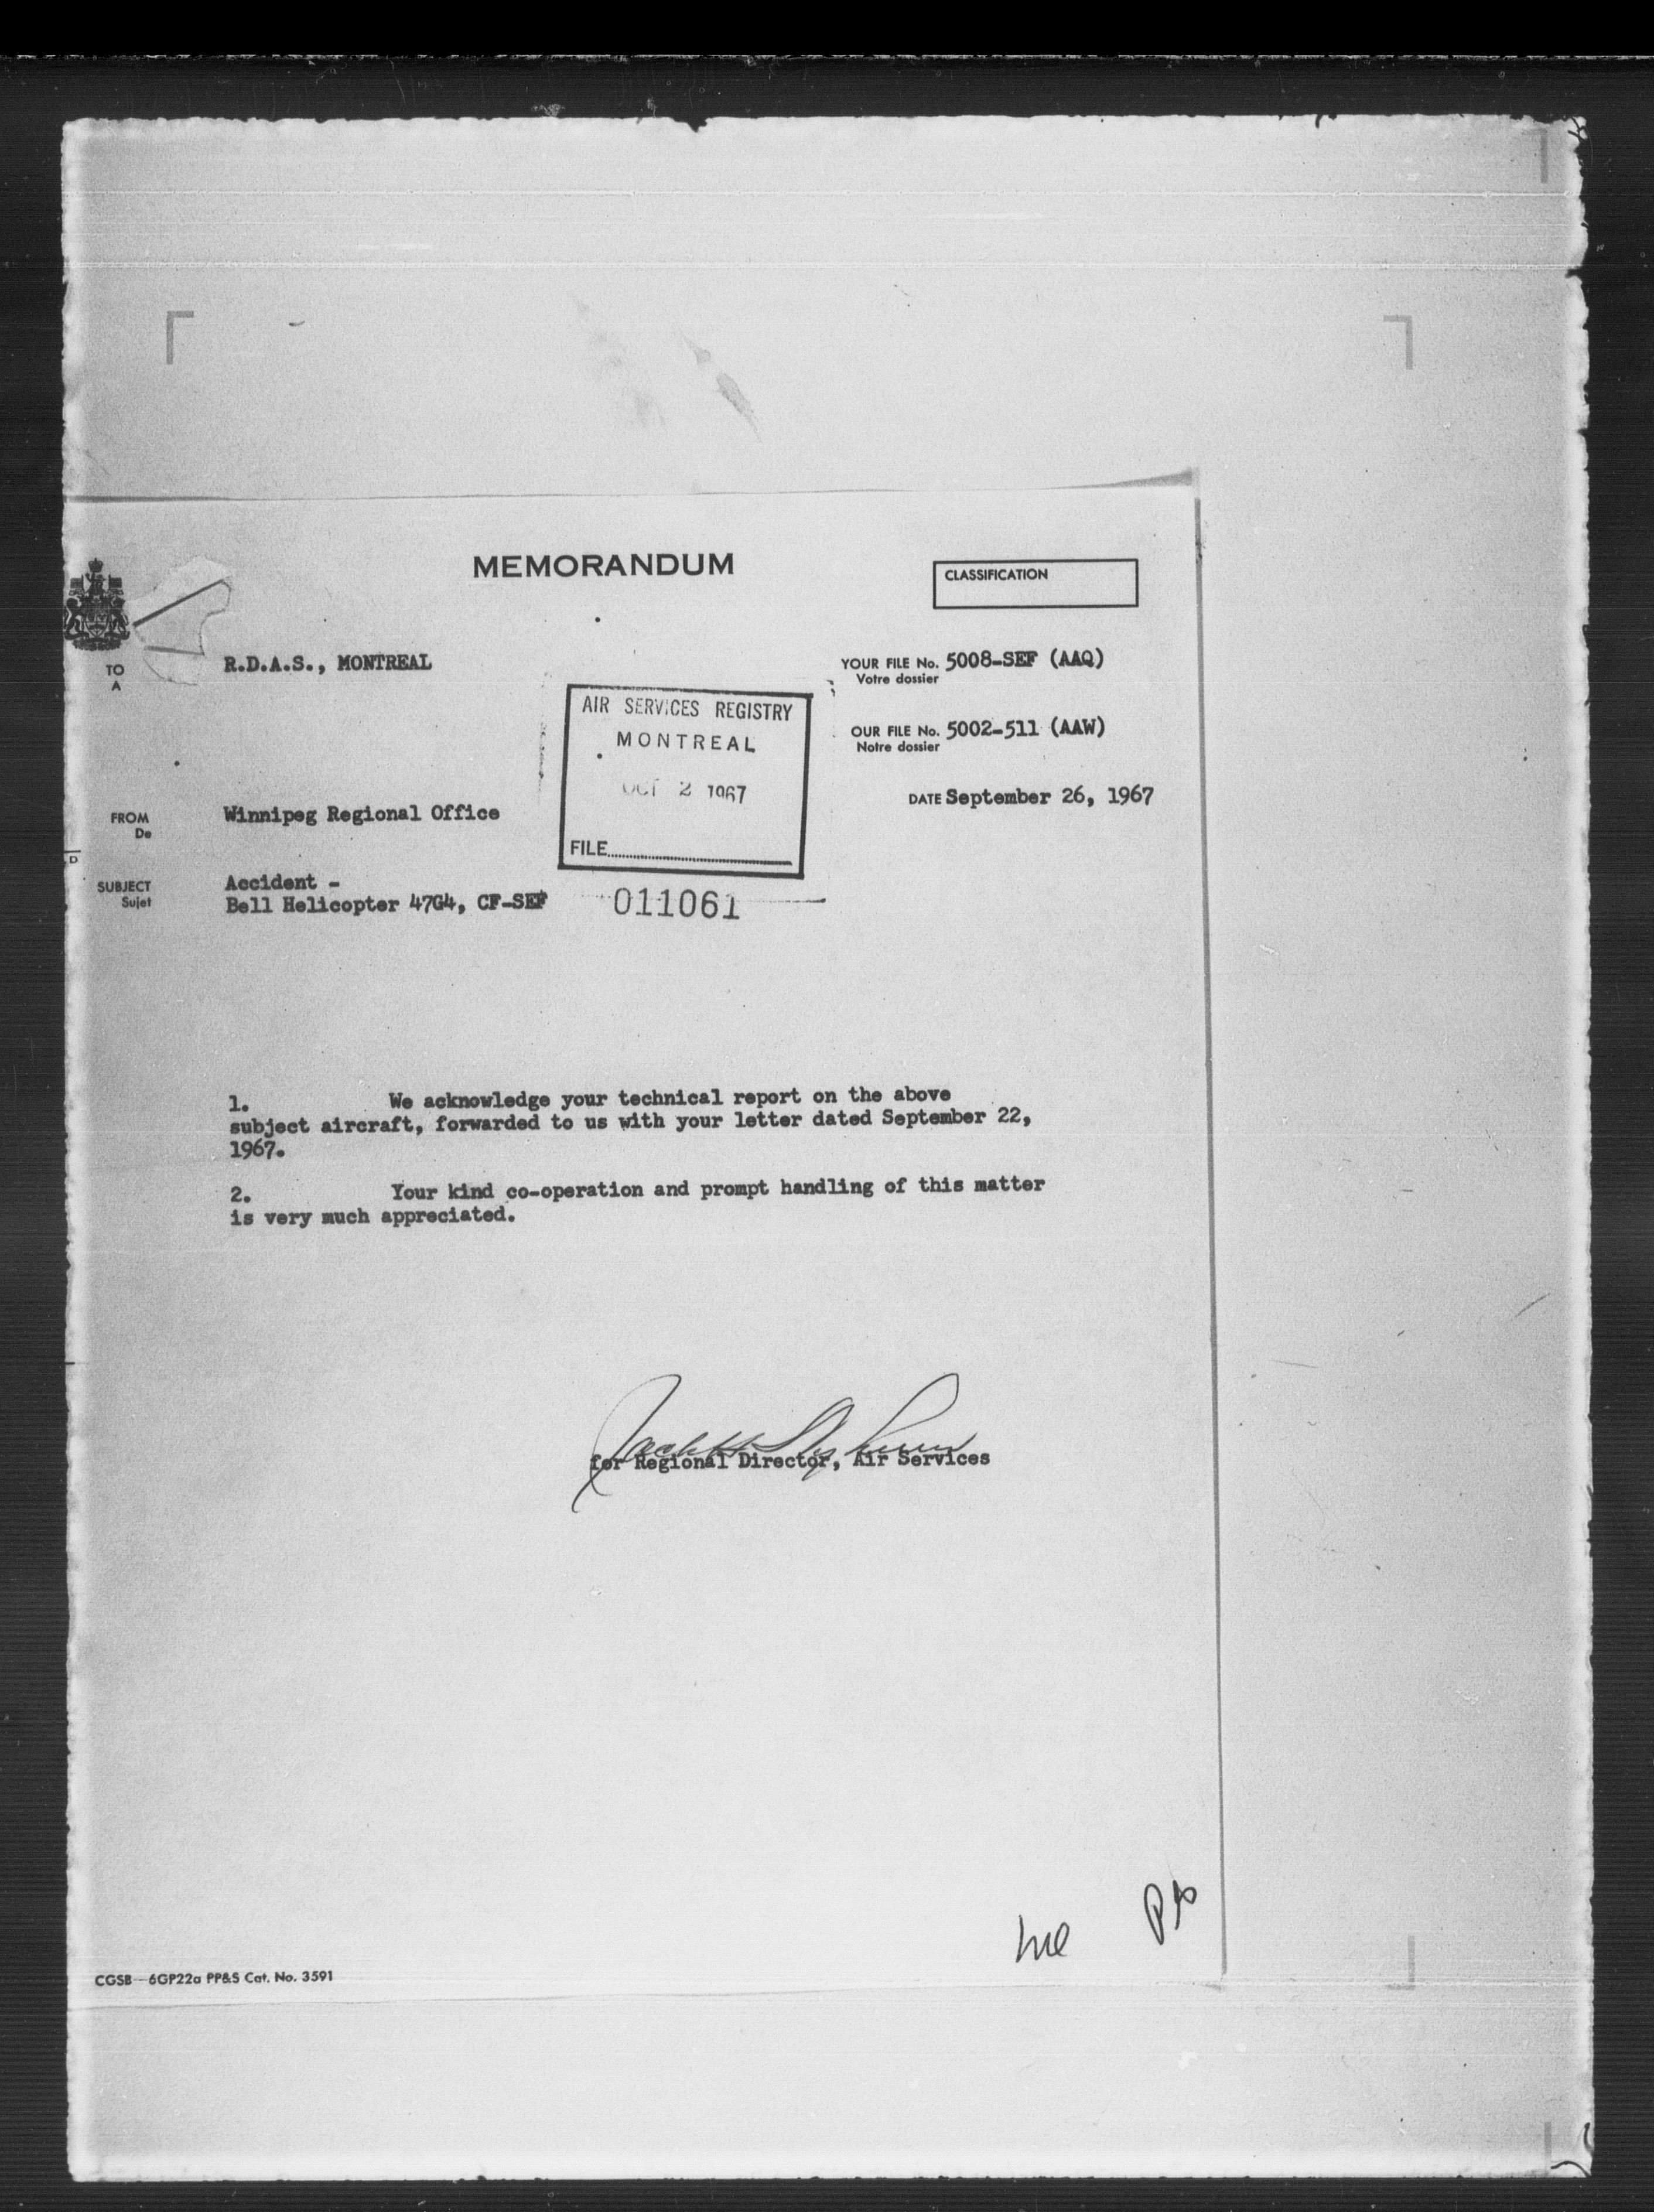 MEMORANDUM
CLASSIFICATION
TO
A
R.D.A.S., MONTREAL
YOUR FILE No. 5008-SEF (AAQ)
Votre dossier
AIR SERVICES REGISTRY
MONTREAL
OCT 2 1967
FILE
OUR FILE No. 5002-511 (AAW)
Notre dossier
DATE September 26, 1967
FROM
De
Winnipeg Regional Office
SUBJECT
Sujet
Accident -
Bell Helicopter 47G4, CF-SEF
011061
1. We acknowledge your technical report on the above
subject aircraft, forwarded to us with your letter dated September 22,
1967.
2. Your kind co-operation and prompt handling of this matter
is very much appreciated.
for Regional Director, Air Services
CGSB-6GP22a PP&S Cat. No. 3591